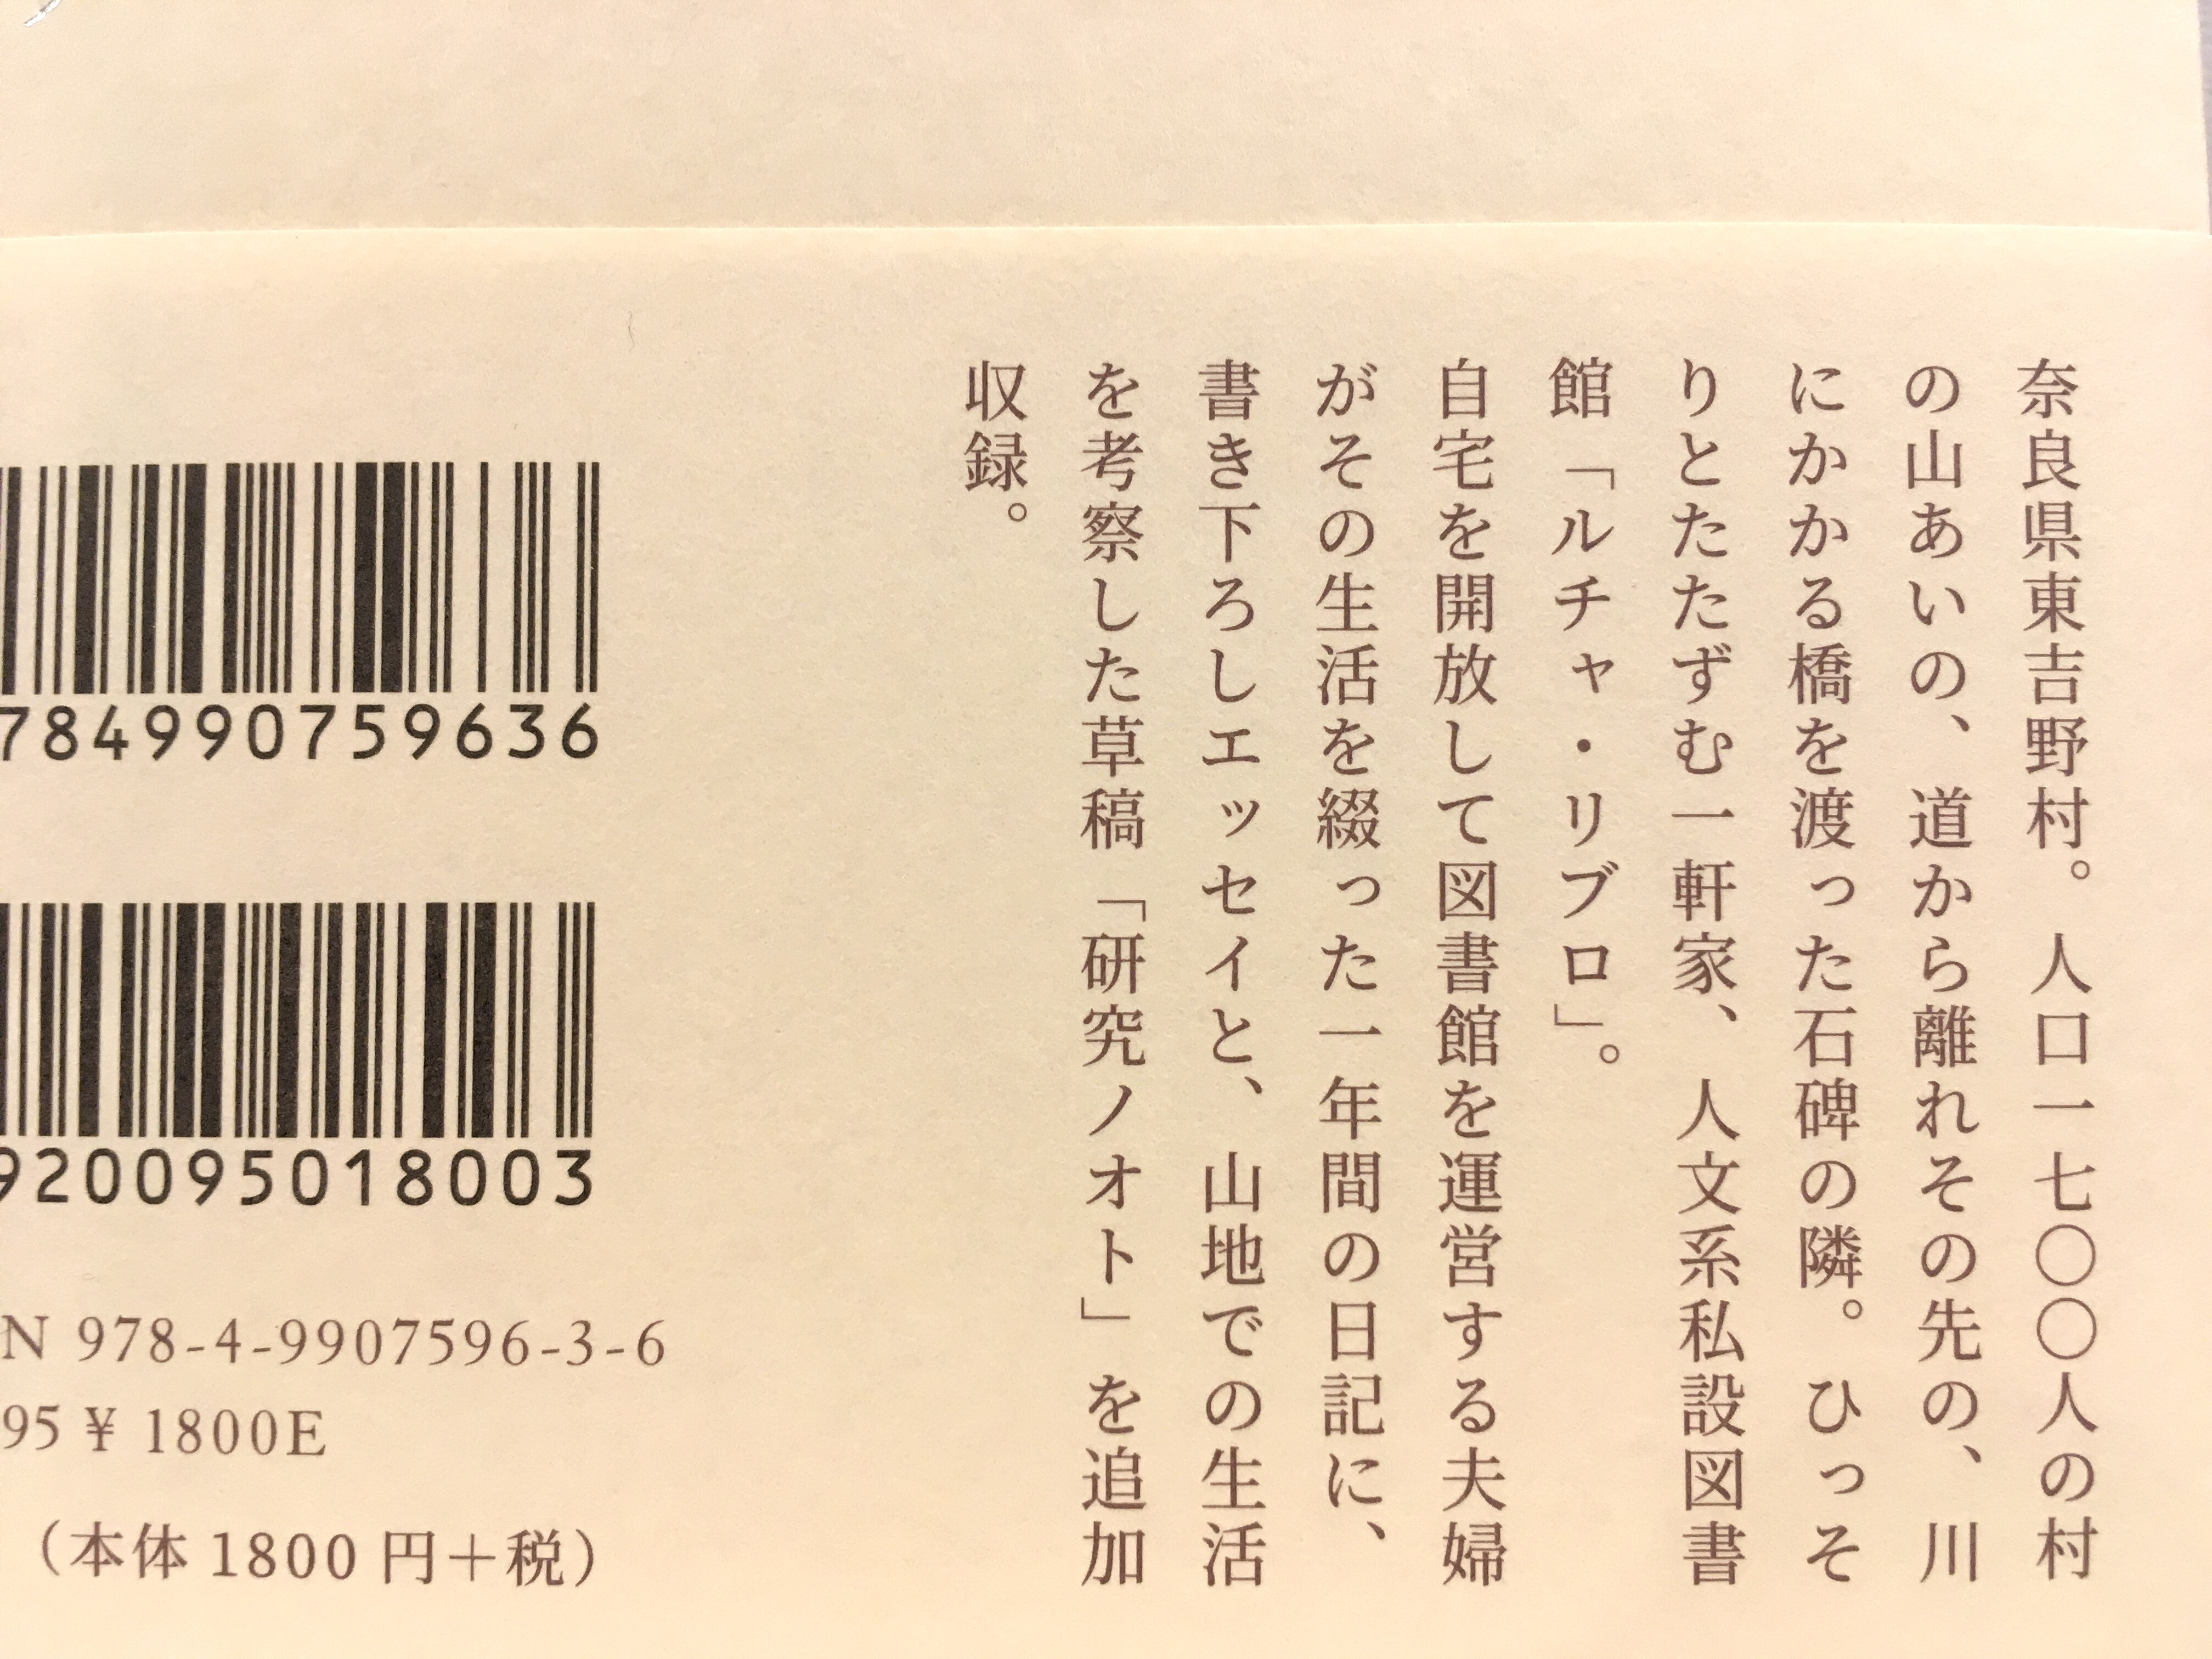 奈良県東吉野村。人口一七〇〇人の村
の山あいの、道から離れその先の、川
にかかる橋を渡った石碑の隣。ひっそ
りとたたずむ一軒家、人文系私設図書
館「ルチャ・リブロ」。
自宅を開放して図書館を運営する夫婦
がその生活を綴った一年間の日記に、
書き下ろしエッセイと、山地での生活
を考察した草稿「研究ノオト」を追加
収録。
784990759636
920095018003
N 978-4-9907596-3-6
95 ¥ 1800E
（本体 1800 円＋税）